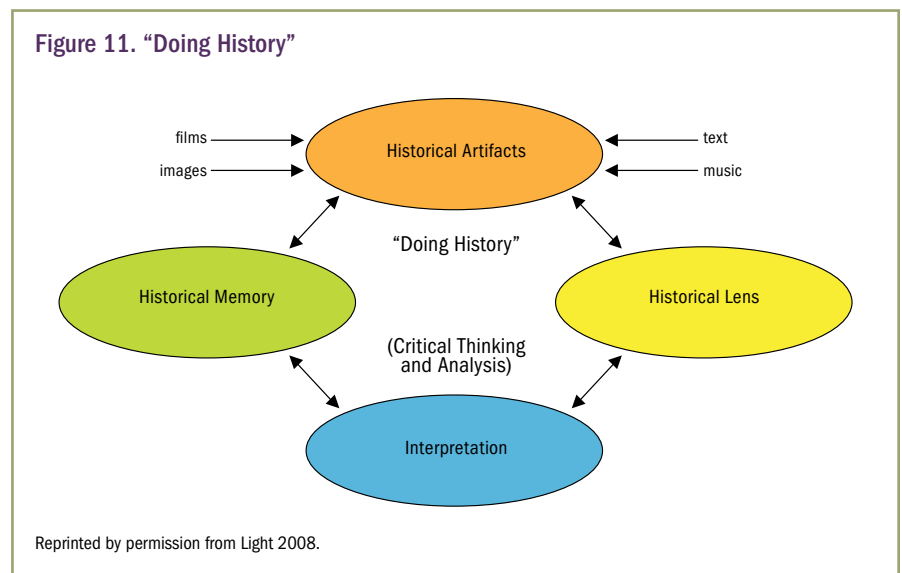 Figure 11. “Doing History”
films
text
Historical Artifacts
images
music
“Doing History”
Historical Memory
Historical Lens
(Critical Thinking
and Analysis)
Interpretation
Reprinted by permission from Light 2008.